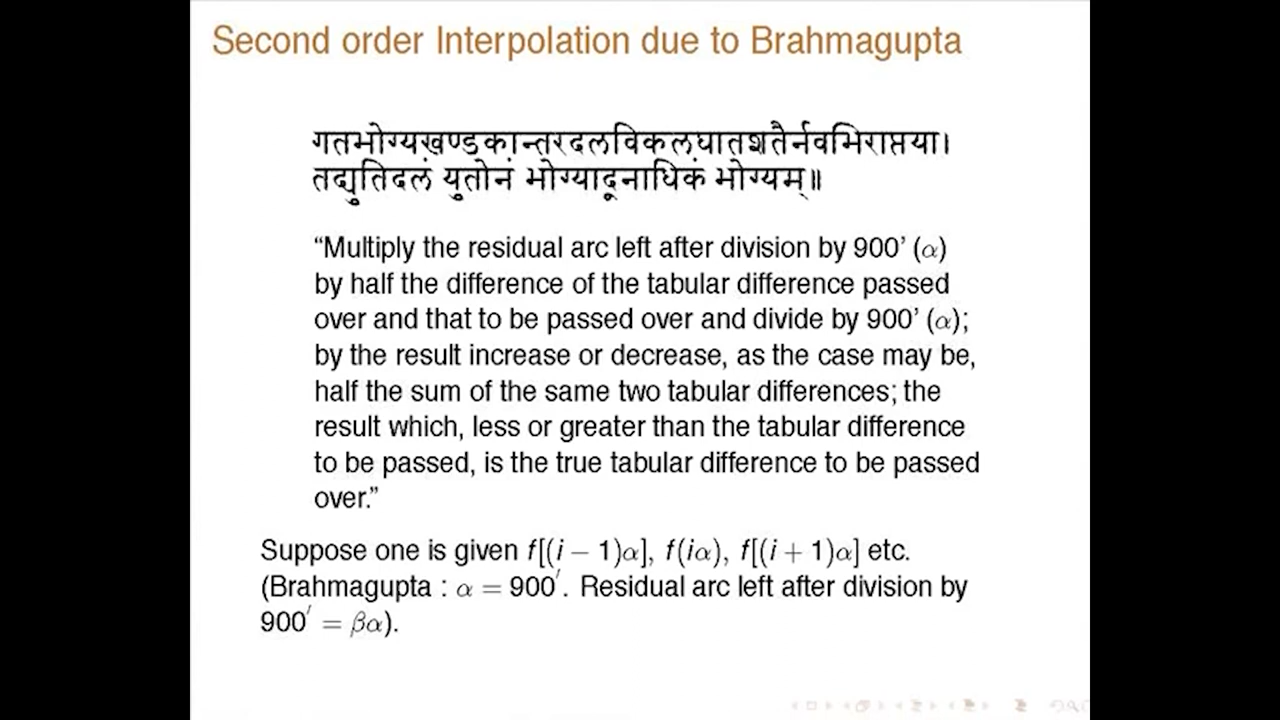 Second order Interpolation due to Brahmagupta
गतभोग्यखण्डकान्तरदलविकलघातशतैर्नवभिराप्तया।
तद्युतिदलं युतोनं भोग्यादूनाधिकं भोग्यम्॥
“Multiply the residual arc left after division by 900’ (α)
by half the difference of the tabular difference passed
over and that to be passed over and divide by 900’ (α);
by the result increase or decrease, as the case may be,
half the sum of the same two tabular differences; the
result which, less or greater than the tabular difference
to be passed, is the true tabular difference to be passed
over.”
Suppose one is given f[(i − 1)α], f(iα), f[(i + 1)α] etc.
(Brahmagupta : α = 900′. Residual arc left after division by
900′ = βα).